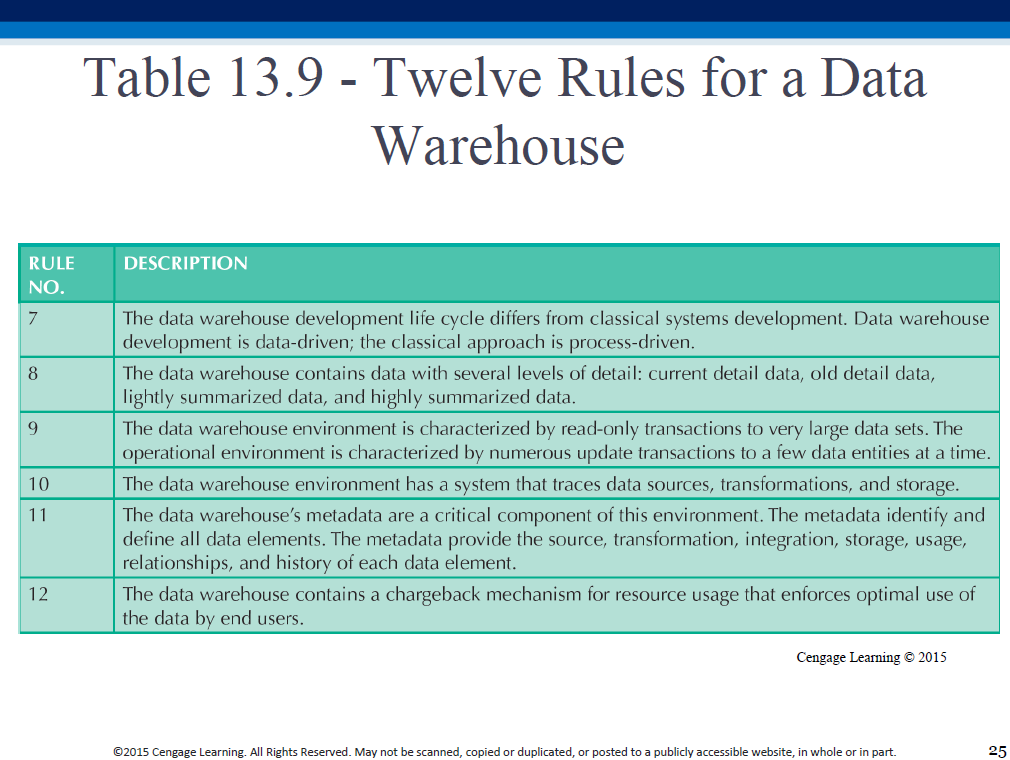 Table 13.9 - Twelve Rules for a Data
Warehouse
RULE
NO.
DESCRIPTION
7
The data warehouse development life cycle differs from classical systems development. Data warehouse
development is data-driven; the classical approach is process-driven.
8
The data warehouse contains data with several levels of detail: current detail data, old detail data,
lightly summarized data, and highly summarized data.
9
The data warehouse environment is characterized by read-only transactions to very large data sets. The
operational environment is characterized by numerous update transactions to a few data entities at a time.
10
The data warehouse environment has a system that traces data sources, transformations, and storage.
11
The data warehouse’s metadata are a critical component of this environment. The metadata identify and
define all data elements. The metadata provide the source, transformation, integration, storage, usage,
relationships, and history of each data element.
12
The data warehouse contains a chargeback mechanism for resource usage that enforces optimal use of
the data by end users.
Cengage Learning © 2015
©2015 Cengage Learning. All Rights Reserved. May not be scanned, copied or duplicated, or posted to a publicly accessible website, in whole or in part.
25